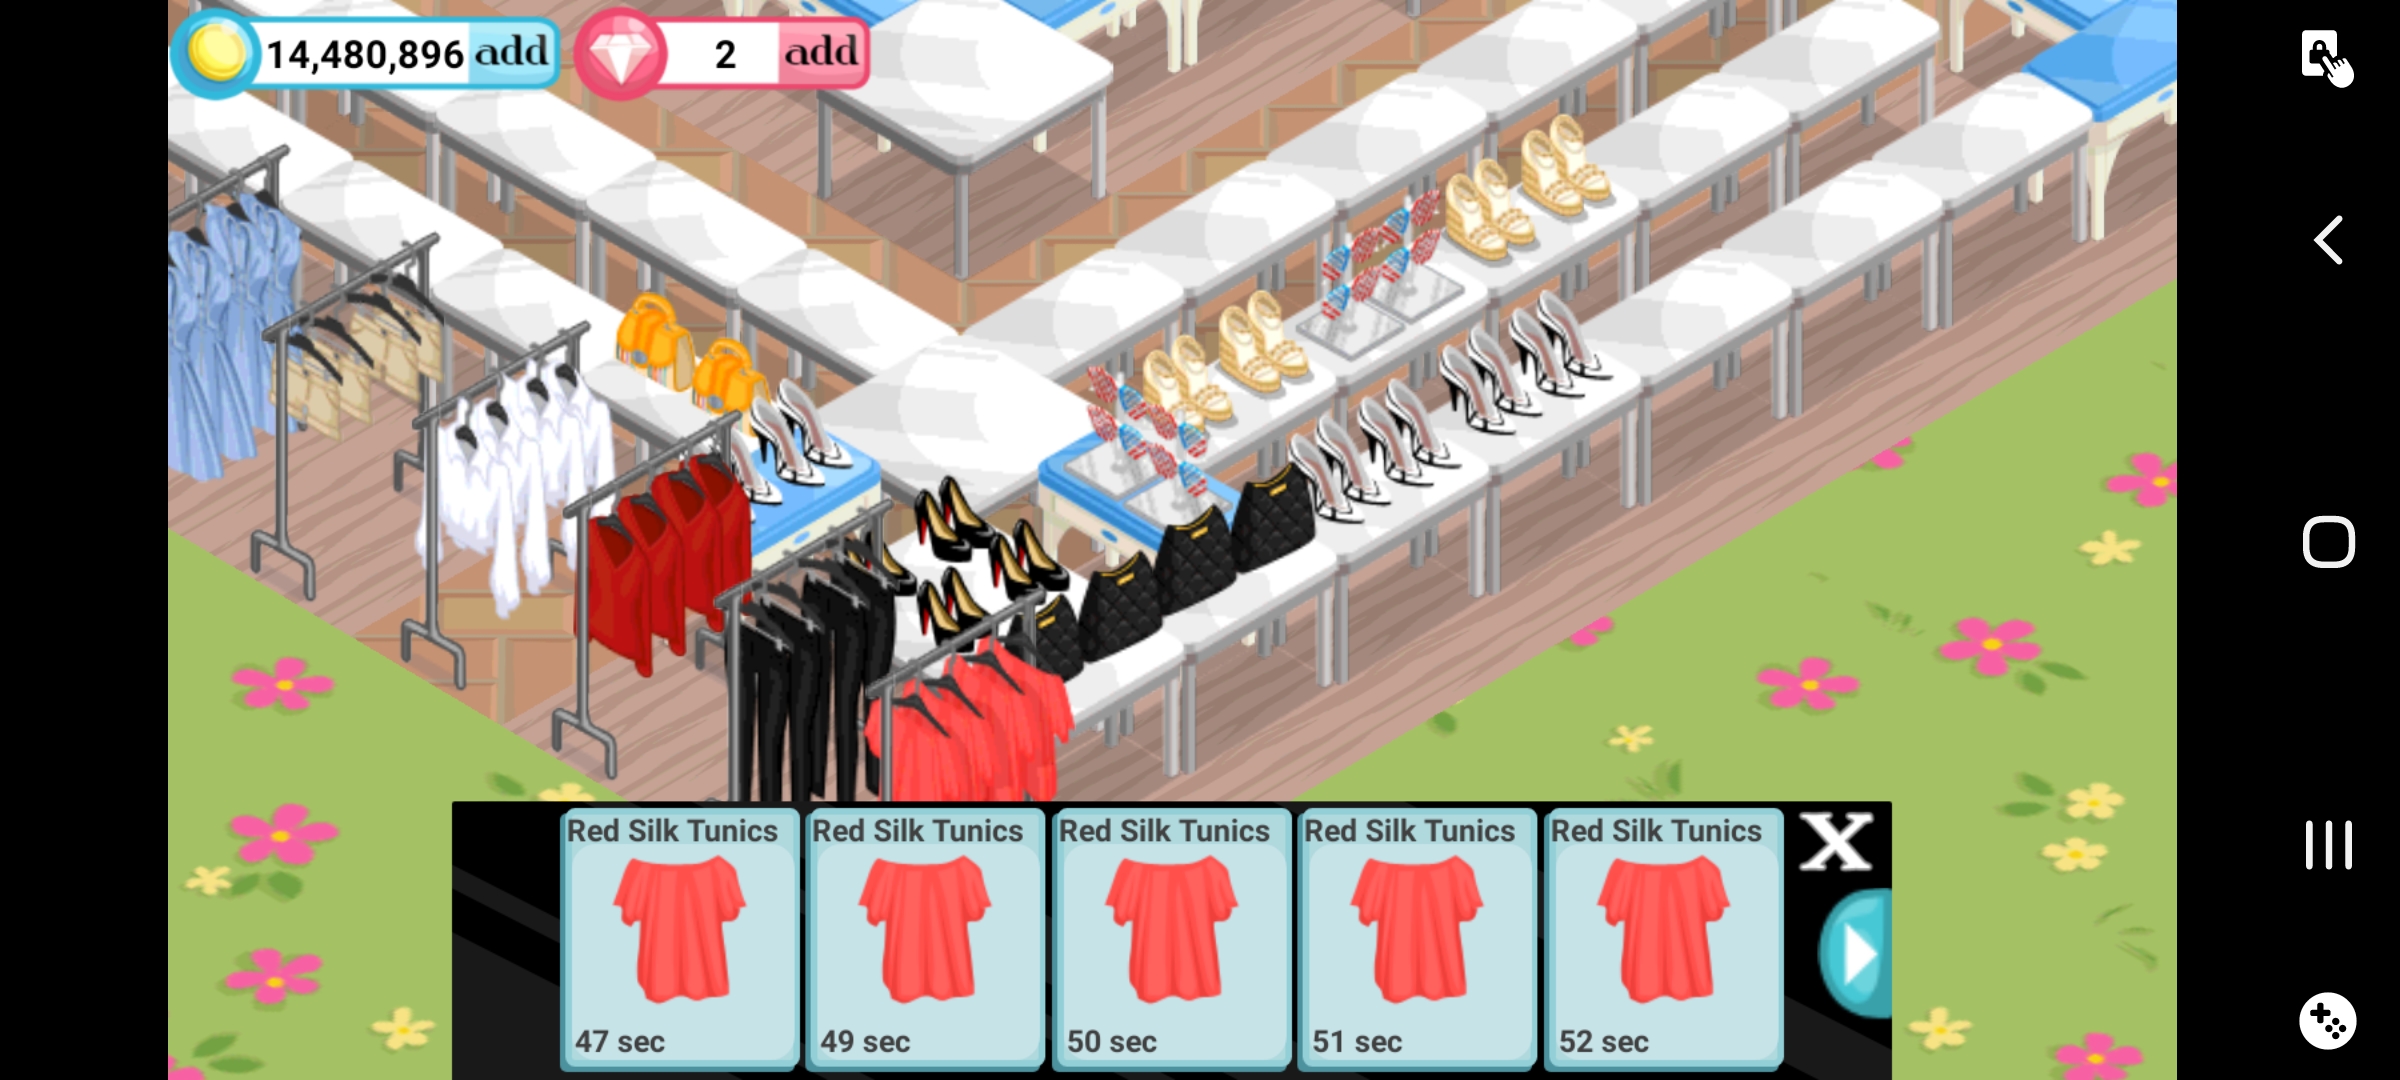 14,480,896 add 2 add
Red Silk Tunics Red Silk Tunics Red Silk Tunics Red Silk Tunics Red Silk Tunics X
47 sec 49 sec 50 sec 51 sec 52 sec